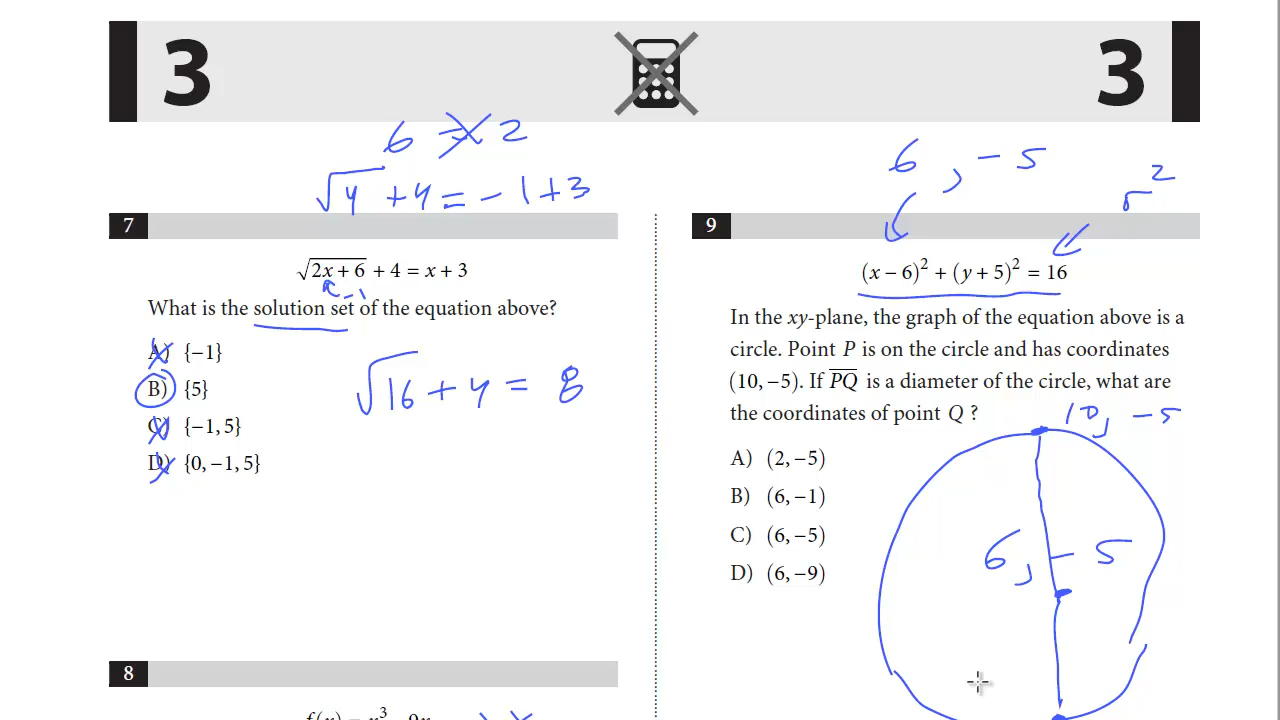 3
3
6 = 2
√4 + 4 = - 1 + 3
6 , - 5
r²
7
√2x + 6 + 4 = x + 3
x -1
What is the solution set of the equation above?
A) {−1}
B) {5}
C) {−1, 5}
D) {0, −1, 5}
√16 + 4 = 8
8
9
(x − 6)² + (y + 5)² = 16
In the xy-plane, the graph of the equation above is a
circle. Point P is on the circle and has coordinates
(10, −5). If PQ is a diameter of the circle, what are
the coordinates of point Q ?
10, -5
A) (2, −5)
B) (6, −1)
C) (6, −5)
D) (6, −9)
6, - 5